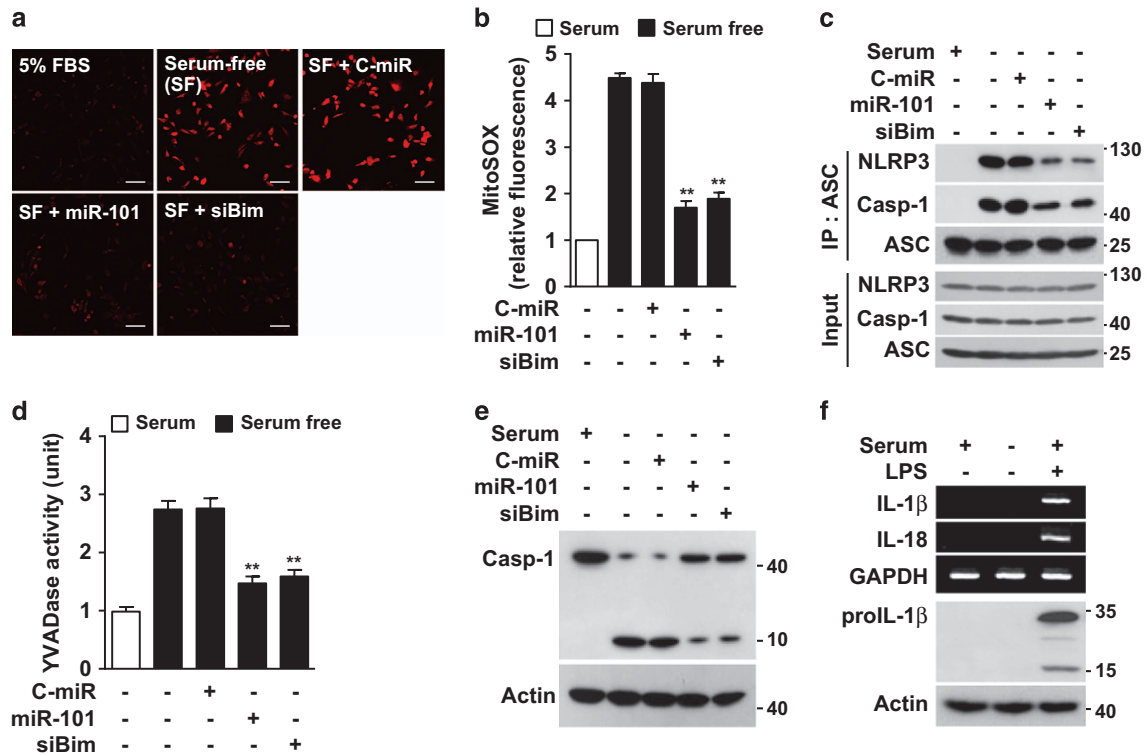 a
5% FBS
Serum-free
(SF)
SF + C-miR
SF + miR-101
SF + siBim
b
Serum Serum free
MitoSOX
(relative fluorescence)
5
4
3
2
1
0
** **
C-miR - - + - -
miR-101 - - - + -
siBim - - - - +
c
Serum + - - - -
C-miR - - + - -
miR-101 - - - + -
siBim - - - - +
IP : ASC
NLRP3 130
Casp-1 40
ASC 25
Input
NLRP3 130
Casp-1 40
ASC 25
d
Serum Serum free
YVADase activity (unit)
4
3
2
1
0
** **
C-miR - - + - -
miR-101 - - - + -
siBim - - - - +
e
Serum + - - - -
C-miR - - + - -
miR-101 - - - + -
siBim - - - - +
Casp-1 40
10
Actin 40
f
Serum + - +
LPS - - +
IL-1β
IL-18
GAPDH
proIL-1β 35
15
Actin 40